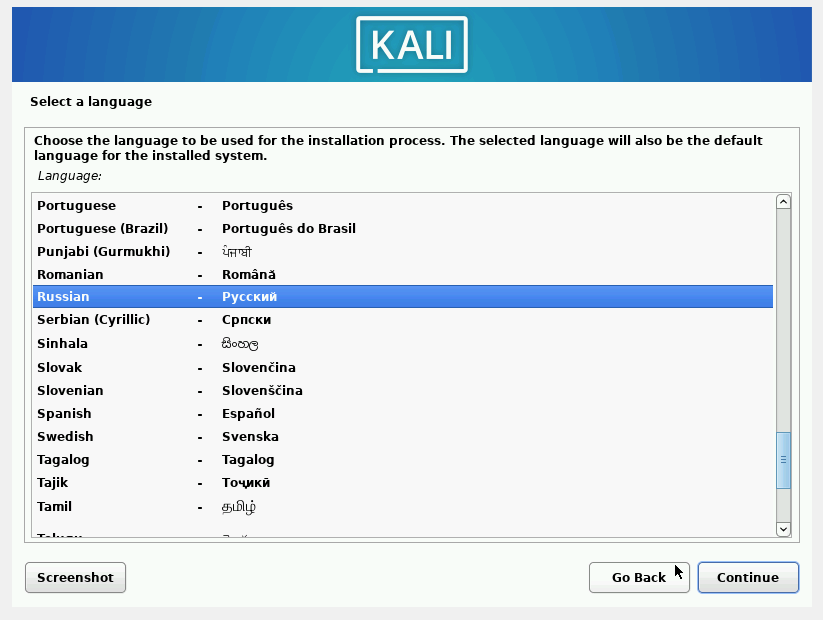 KALI
Select a language
Choose the language to be used for the installation process. The selected language will also be the default
language for the installed system.
Language:
Portuguese - Português
Portuguese (Brazil) - Português do Brasil
Punjabi (Gurmukhi) - ਪੰਜਾਬੀ
Romanian - Română
Russian - Русский
Serbian (Cyrillic) - Српски
Sinhala - සිංහල
Slovak - Slovenčina
Slovenian - Slovenščina
Spanish - Español
Swedish - Svenska
Tagalog - Tagalog
Tajik - Тоҷикӣ
Tamil - தமிழ்
Screenshot Go Back Continue